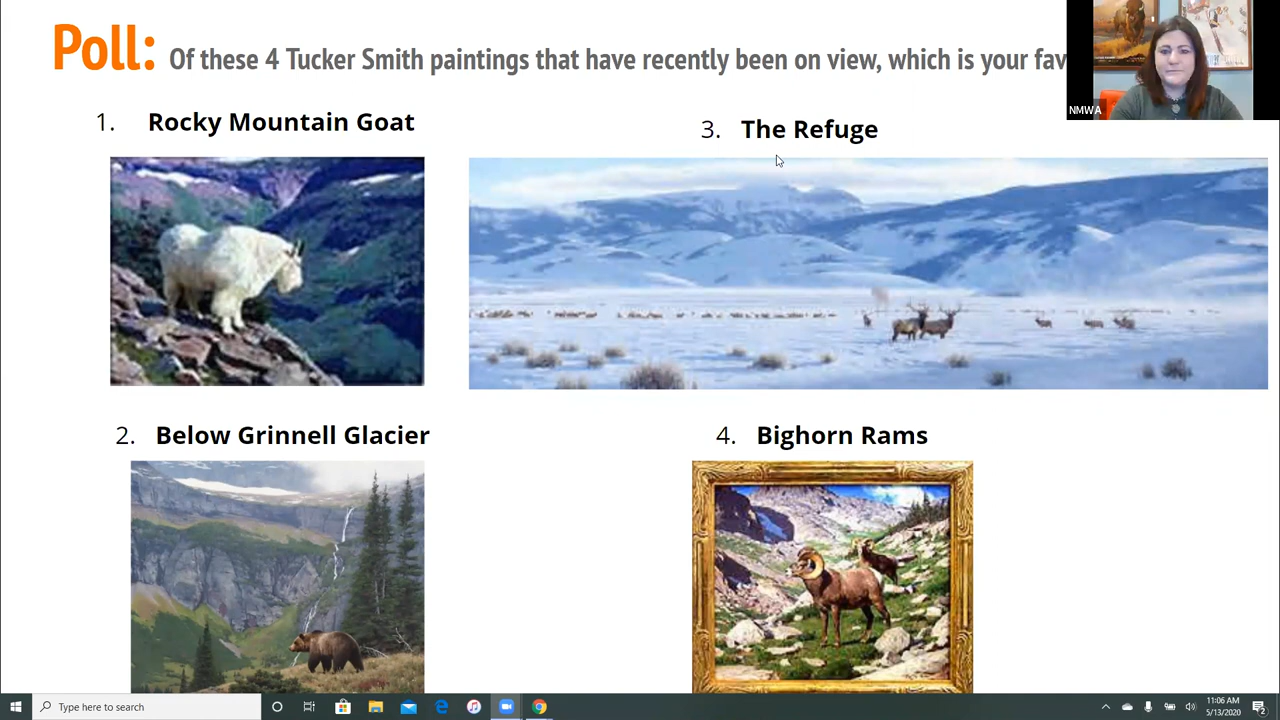 Poll: Of these 4 Tucker Smith paintings that have recently been on view, which is your fav
NMWA
1. Rocky Mountain Goat
3. The Refuge
2. Below Grinnell Glacier
4. Bighorn Rams
Type here to search
11:06 AM
5/13/2020
2